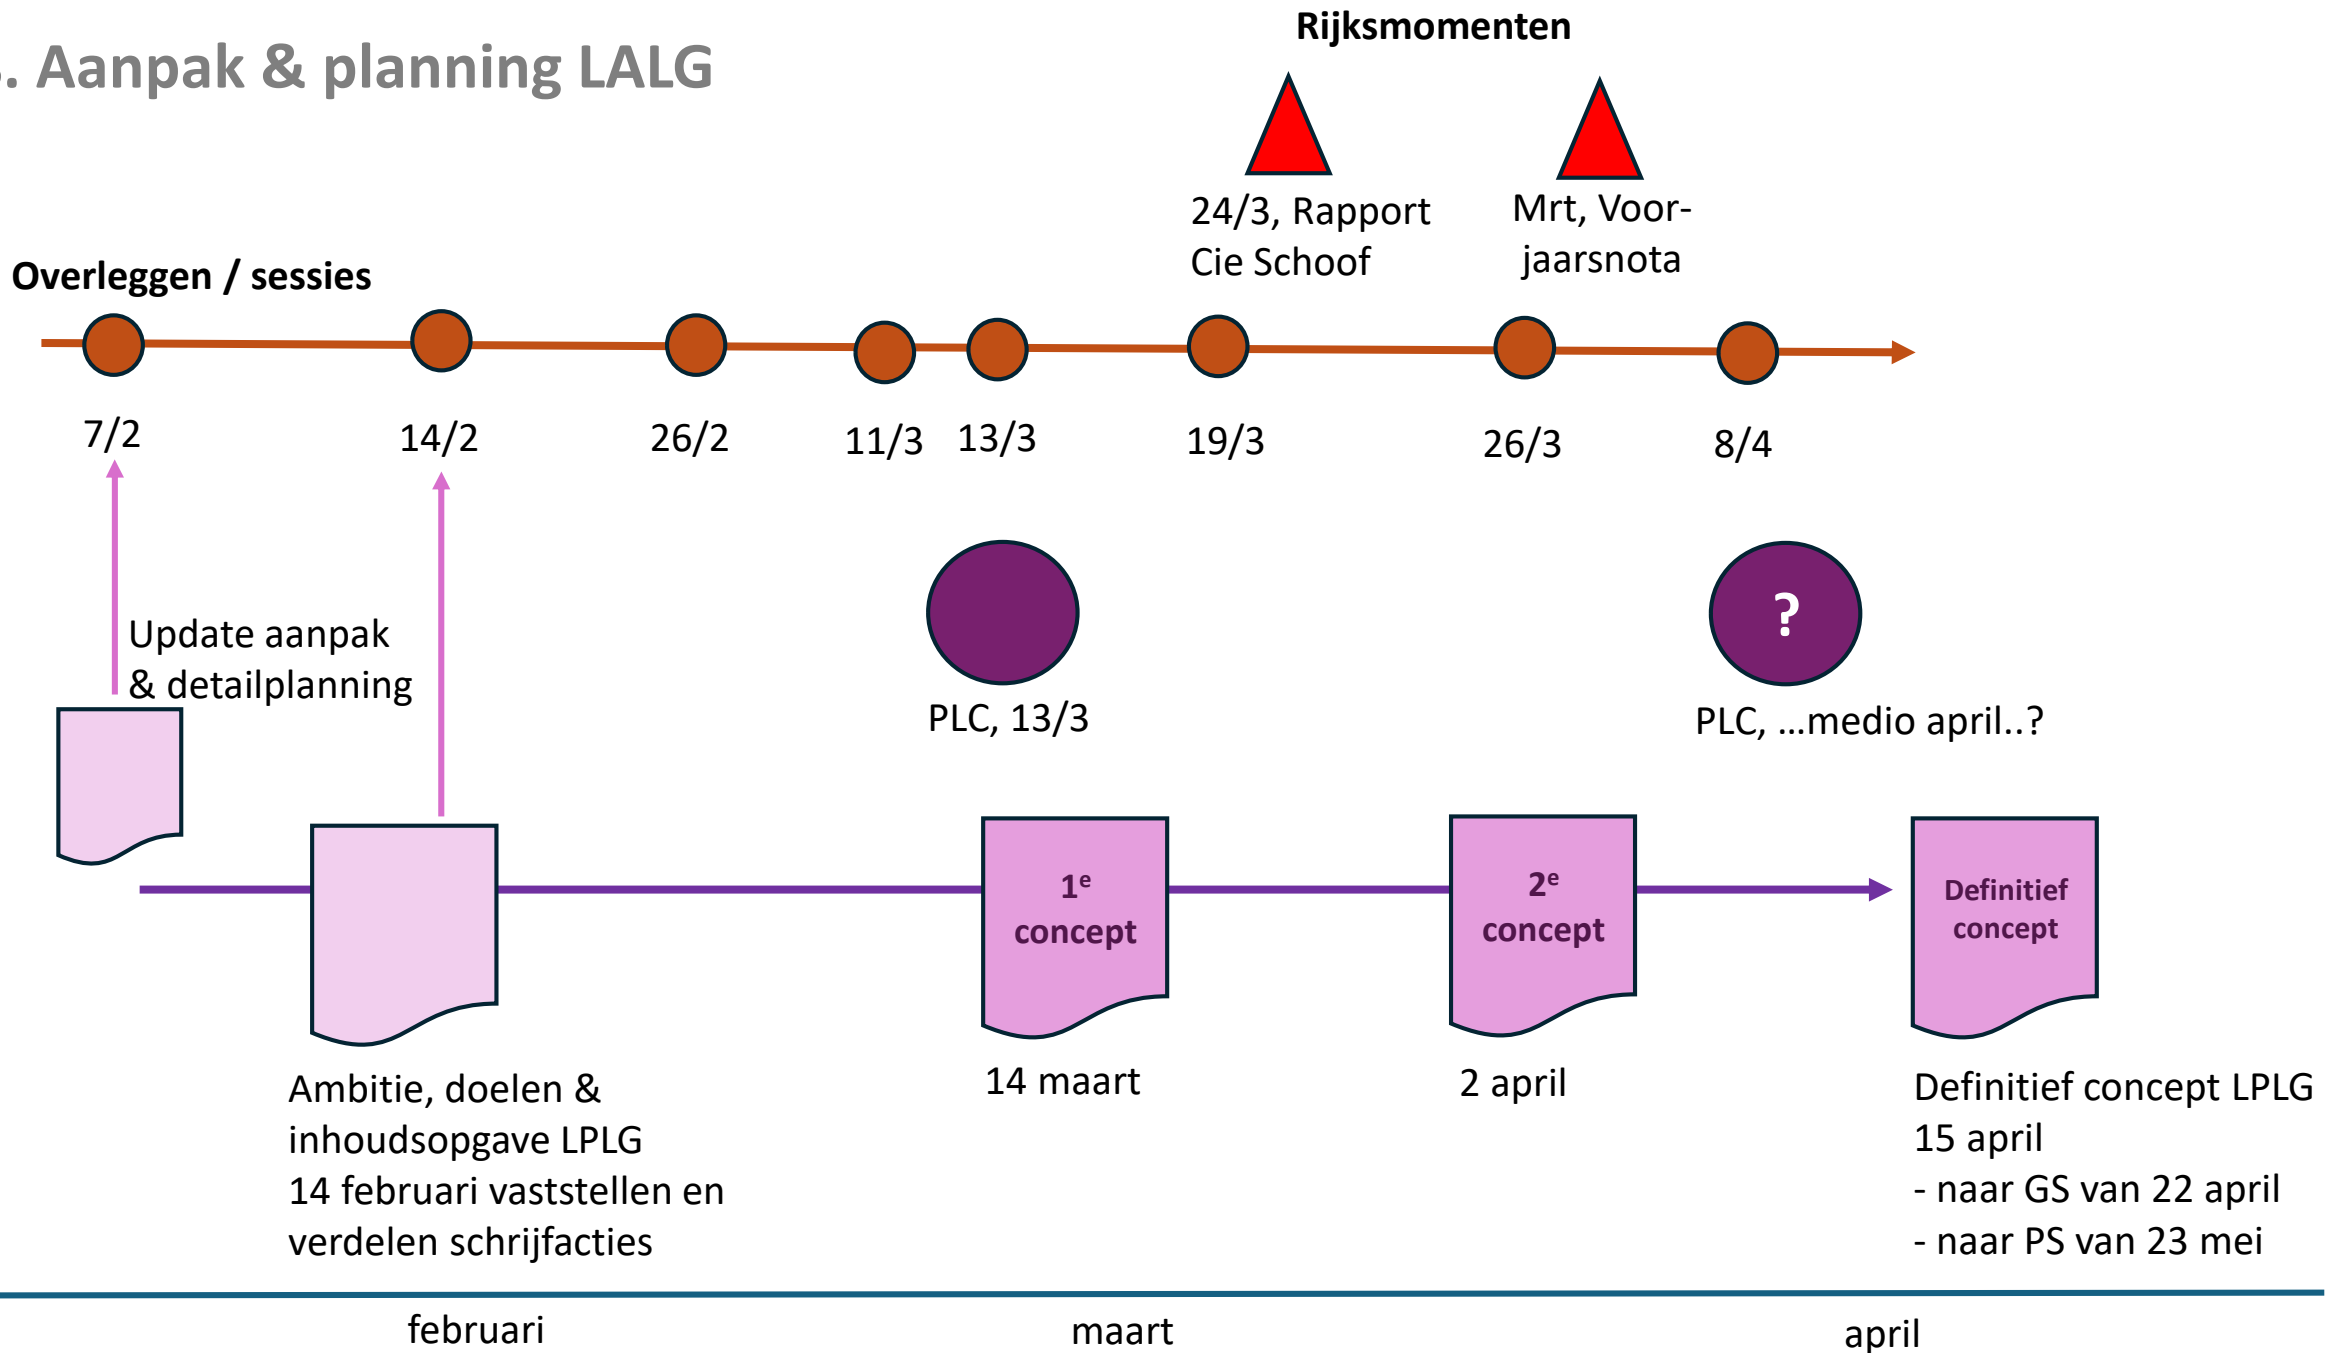 . Aanpak & planning LALG
Rijksmomenten
24/3, Rapport
Cie Schoof
Mrt, Voor-
jaarsnota
Overleggen / sessies
7/2
14/2
26/2
11/3
13/3
19/3
26/3
8/4
Update aanpak
& detailplanning
?
PLC, 13/3
PLC, ...medio april..?
1e
concept
2e
concept
Definitief
concept
Ambitie, doelen &
inhoudsopgave LPLG
14 februari vaststellen en
verdelen schrijfacties
14 maart
2 april
Definitief concept LPLG
15 april
- naar GS van 22 april
- naar PS van 23 mei
februari
maart
april